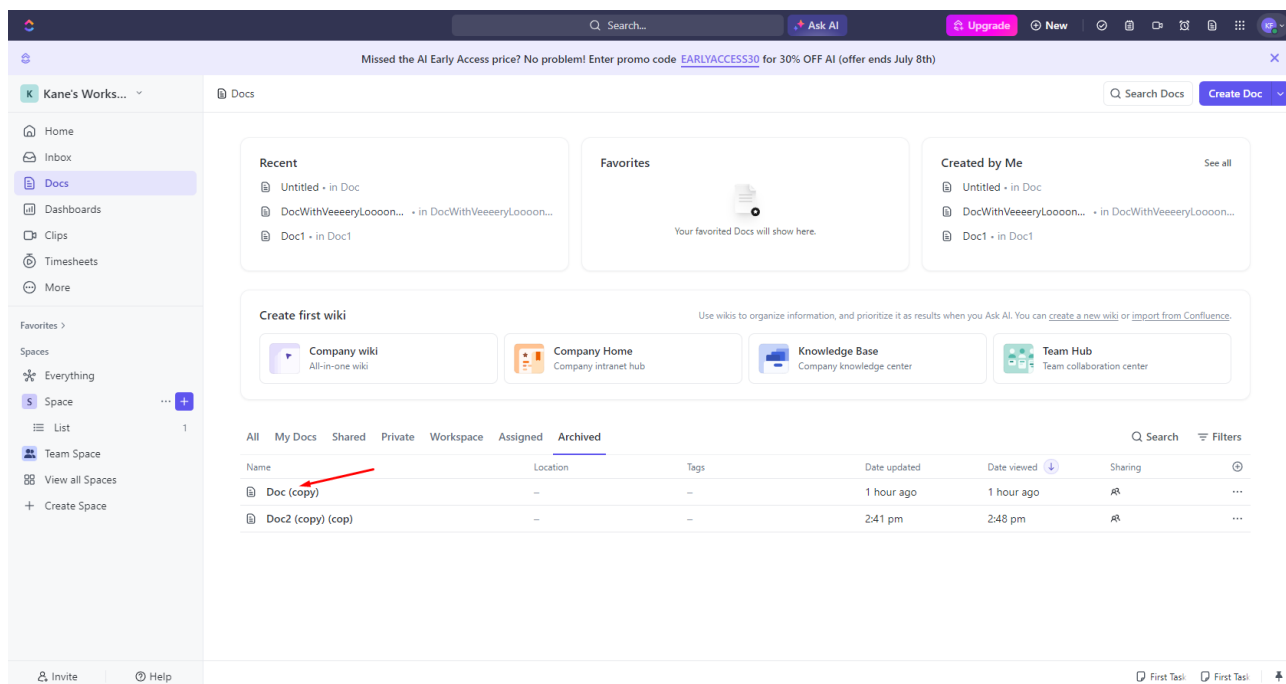 Search... Ask AI Upgrade New KF
Missed the AI Early Access price? No problem! Enter promo code EARLYACCESS30 for 30% OFF AI (offer ends July 8th)
K Kane's Works... Docs Search Docs Create Doc
Home
Inbox
Docs
Dashboards
Clips
Timesheets
More
Favorites >
Spaces
Everything
S Space ... +
List 1
Team Space
View all Spaces
+ Create Space
Invite Help
Recent
Untitled • in Doc
DocWithVeeeeryLoooon... • in DocWithVeeeeryLoooon...
Doc1 • in Doc1
Favorites
Your favorited Docs will show here.
Created by Me See all
Untitled • in Doc
DocWithVeeeeryLoooon... • in DocWithVeeeeryLoooon...
Doc1 • in Doc1
Create first wiki Use wikis to organize information, and prioritize it as results when you Ask AI. You can create a new wiki or import from Confluence.
Company wiki
All-in-one wiki
Company Home
Company intranet hub
Knowledge Base
Company knowledge center
Team Hub
Team collaboration center
All My Docs Shared Private Workspace Assigned Archived Search Filters
Name Location Tags Date updated Date viewed Sharing
Doc (copy) – – 1 hour ago 1 hour ago ...
Doc2 (copy) (cop) – – 2:41 pm 2:48 pm ...
First Task First Task